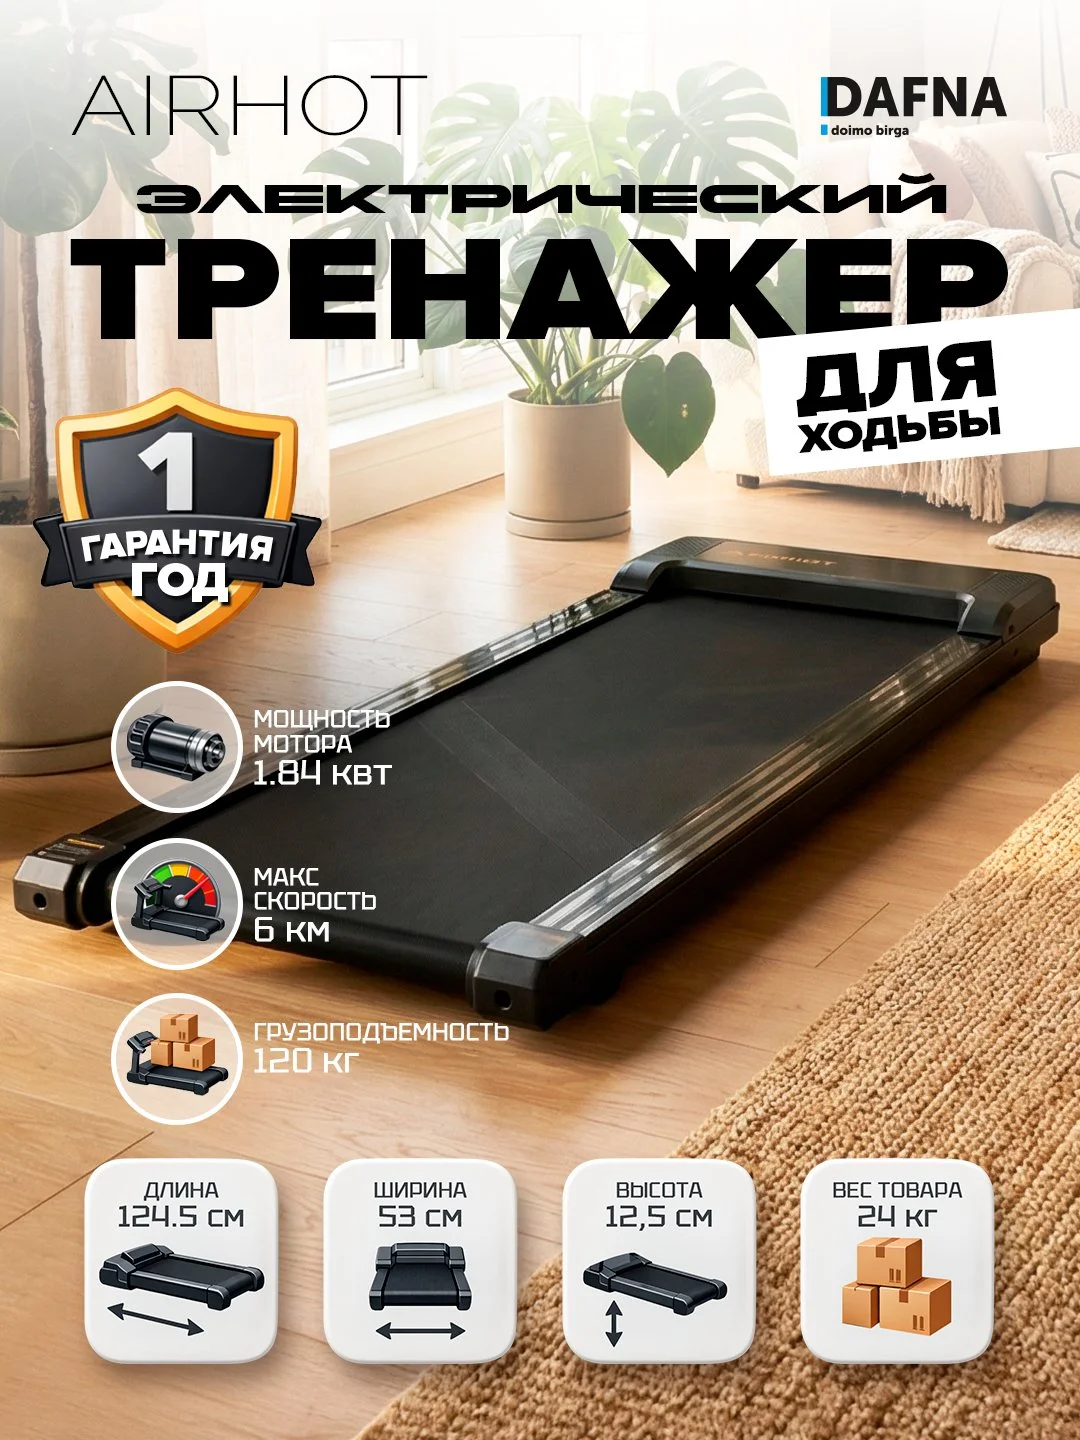 AIRHOT
DAFNA
doimo birga
ЭЛЕКТРИЧЕСКИЙ
ТРЕНАЖЕР
ДЛЯ
ХОДЬБЫ
1
ГАРАНТИЯ
ГОД
AIRHOT
МОЩНОСТЬ
МОТОРА
1.84 КВТ
МАКС
СКОРОСТЬ
6 КМ
ГРУЗОПОДЪЕМНОСТЬ
120 КГ
ДЛИНА
124.5 СМ
ШИРИНА
53 СМ
ВЫСОТА
12,5 СМ
ВЕС ТОВАРА
24 КГ